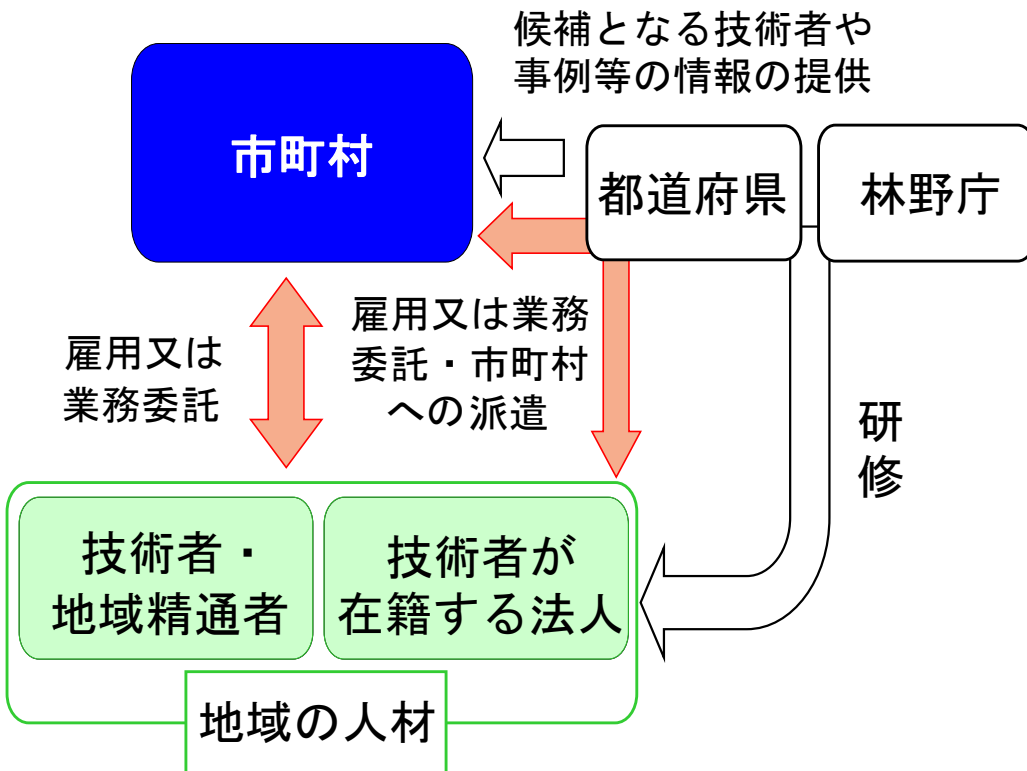 候補となる技術者や
事例等の情報の提供
市町村
都道府県
林野庁
雇用又は
業務委託
雇用又は業務
委託・市町村
への派遣
研
修
技術者・
地域精通者
技術者が
在籍する法人
地域の人材